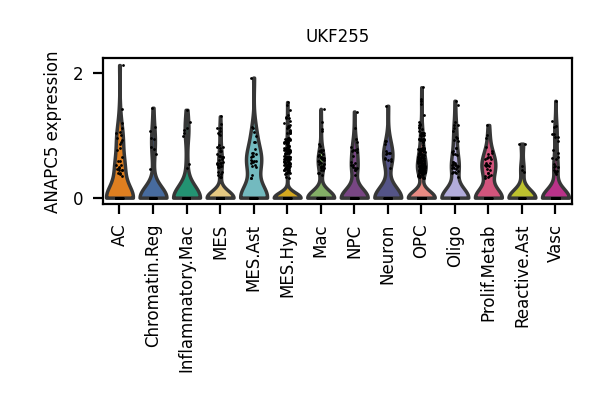 UKF255
ANAPC5 expression
2
0
AC
Chromatin.Reg
Inflammatory.Mac
MES
MES.Ast
MES.Hyp
Mac
NPC
Neuron
OPC
Oligo
Prolif.Metab
Reactive.Ast
Vasc